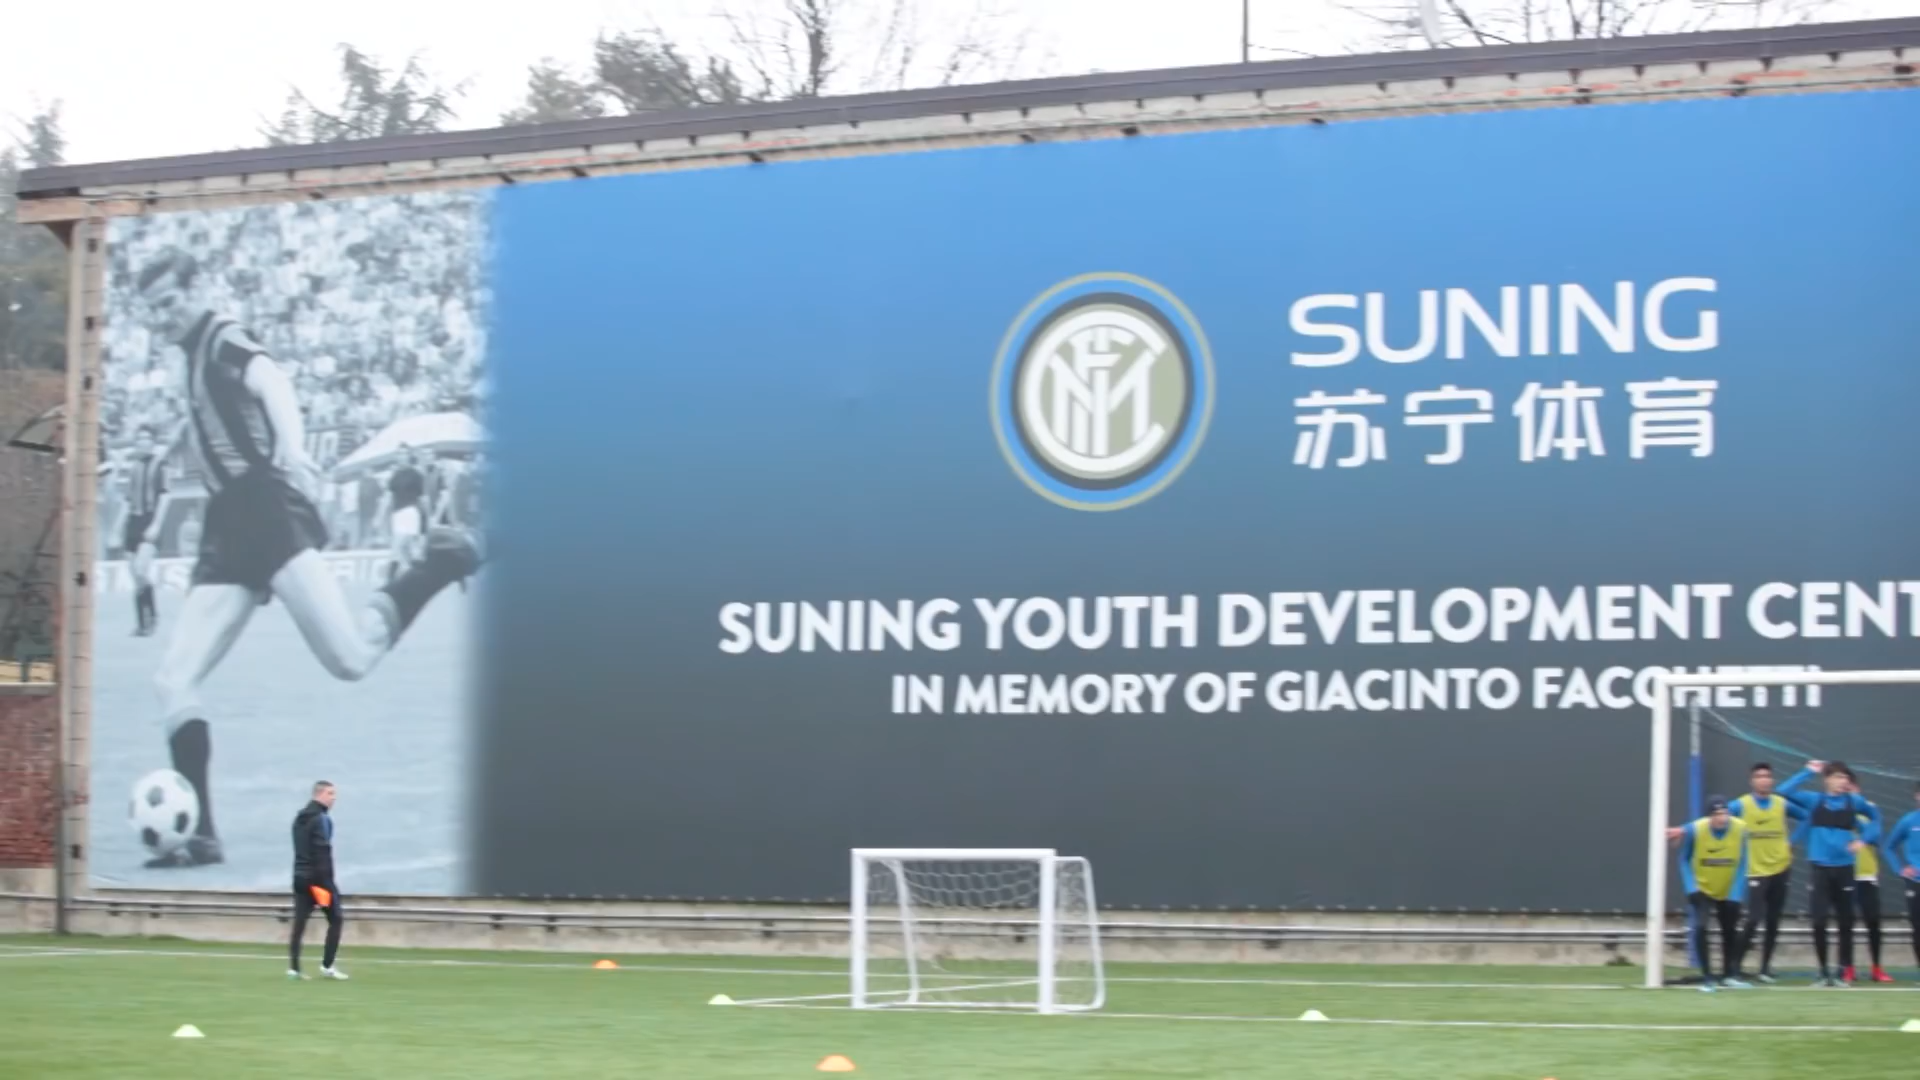 SUNING
苏宁体育
SUNING YOUTH DEVELOPMENT CENT
IN MEMORY OF GIACINTO FACCHETTI